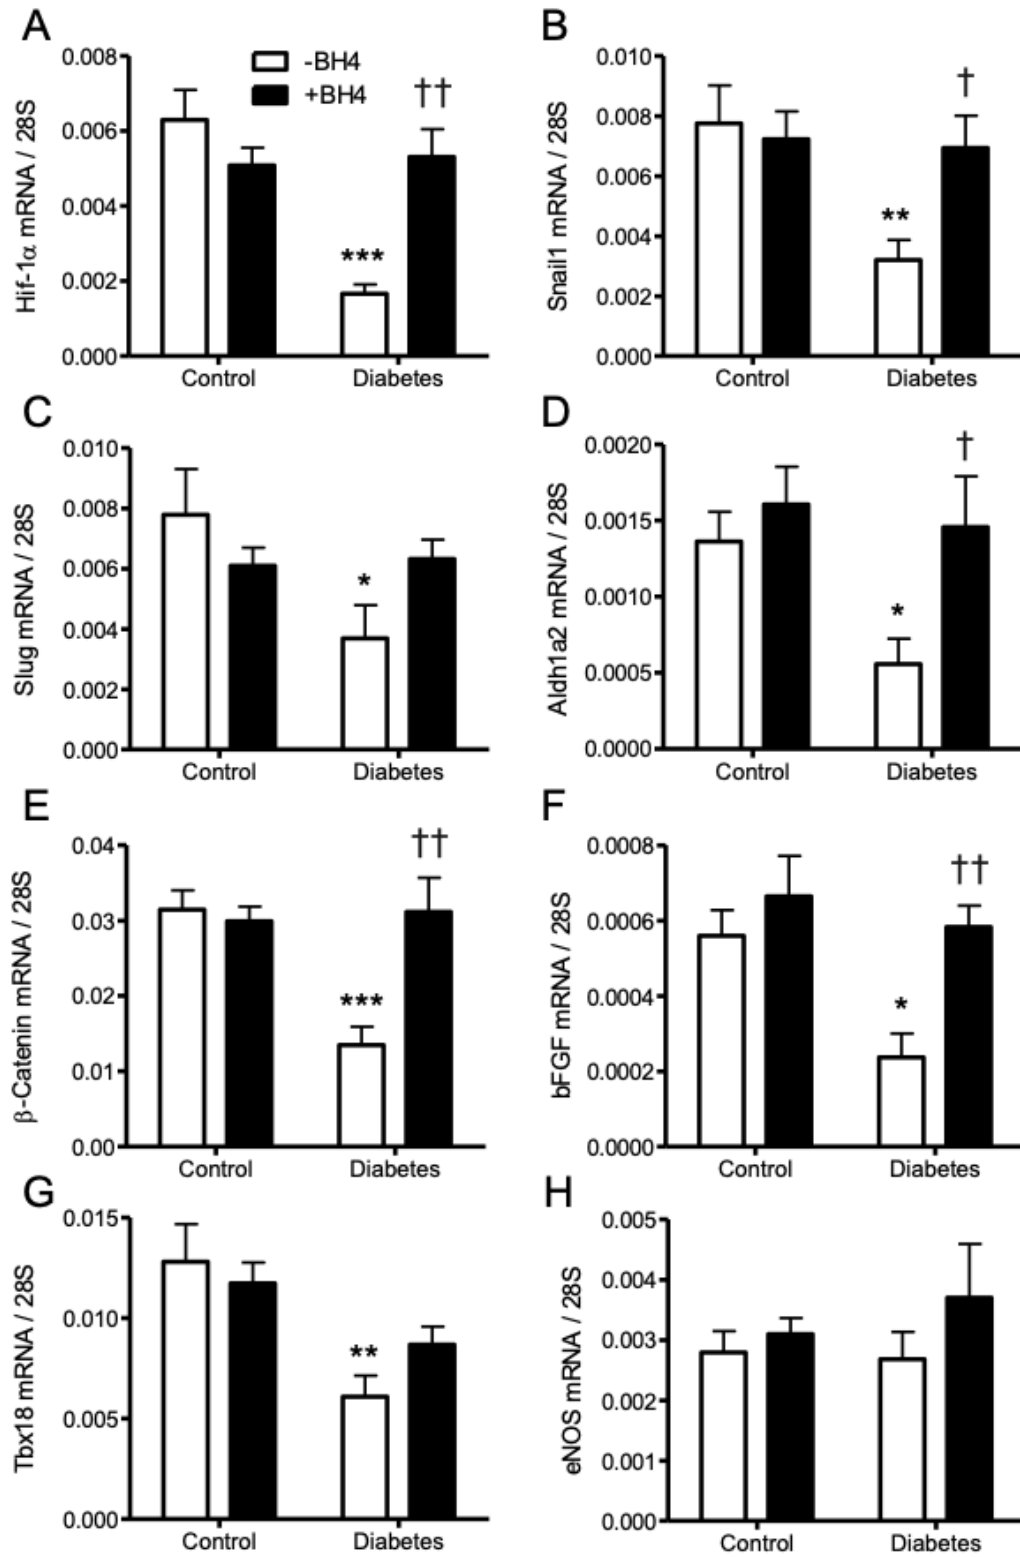 A
Hif-1α mRNA / 28S
0.008
0.006
0.004
0.002
0.000
-BH4
+BH4
***
††
Control
Diabetes
B
Snail1 mRNA / 28S
0.010
0.008
0.006
0.004
0.002
0.000
**
†
Control
Diabetes
C
Slug mRNA / 28S
0.010
0.008
0.006
0.004
0.002
0.000
*
Control
Diabetes
D
Aldh1a2 mRNA / 28S
0.0020
0.0015
0.0010
0.0005
0.0000
*
†
Control
Diabetes
E
β-Catenin mRNA / 28S
0.04
0.03
0.02
0.01
0.00
***
††
Control
Diabetes
F
bFGF mRNA / 28S
0.0008
0.0006
0.0004
0.0002
0.0000
*
††
Control
Diabetes
G
Tbx18 mRNA / 28S
0.015
0.010
0.005
0.000
**
Control
Diabetes
H
eNOS mRNA / 28S
0.005
0.004
0.003
0.002
0.001
0.000
Control
Diabetes